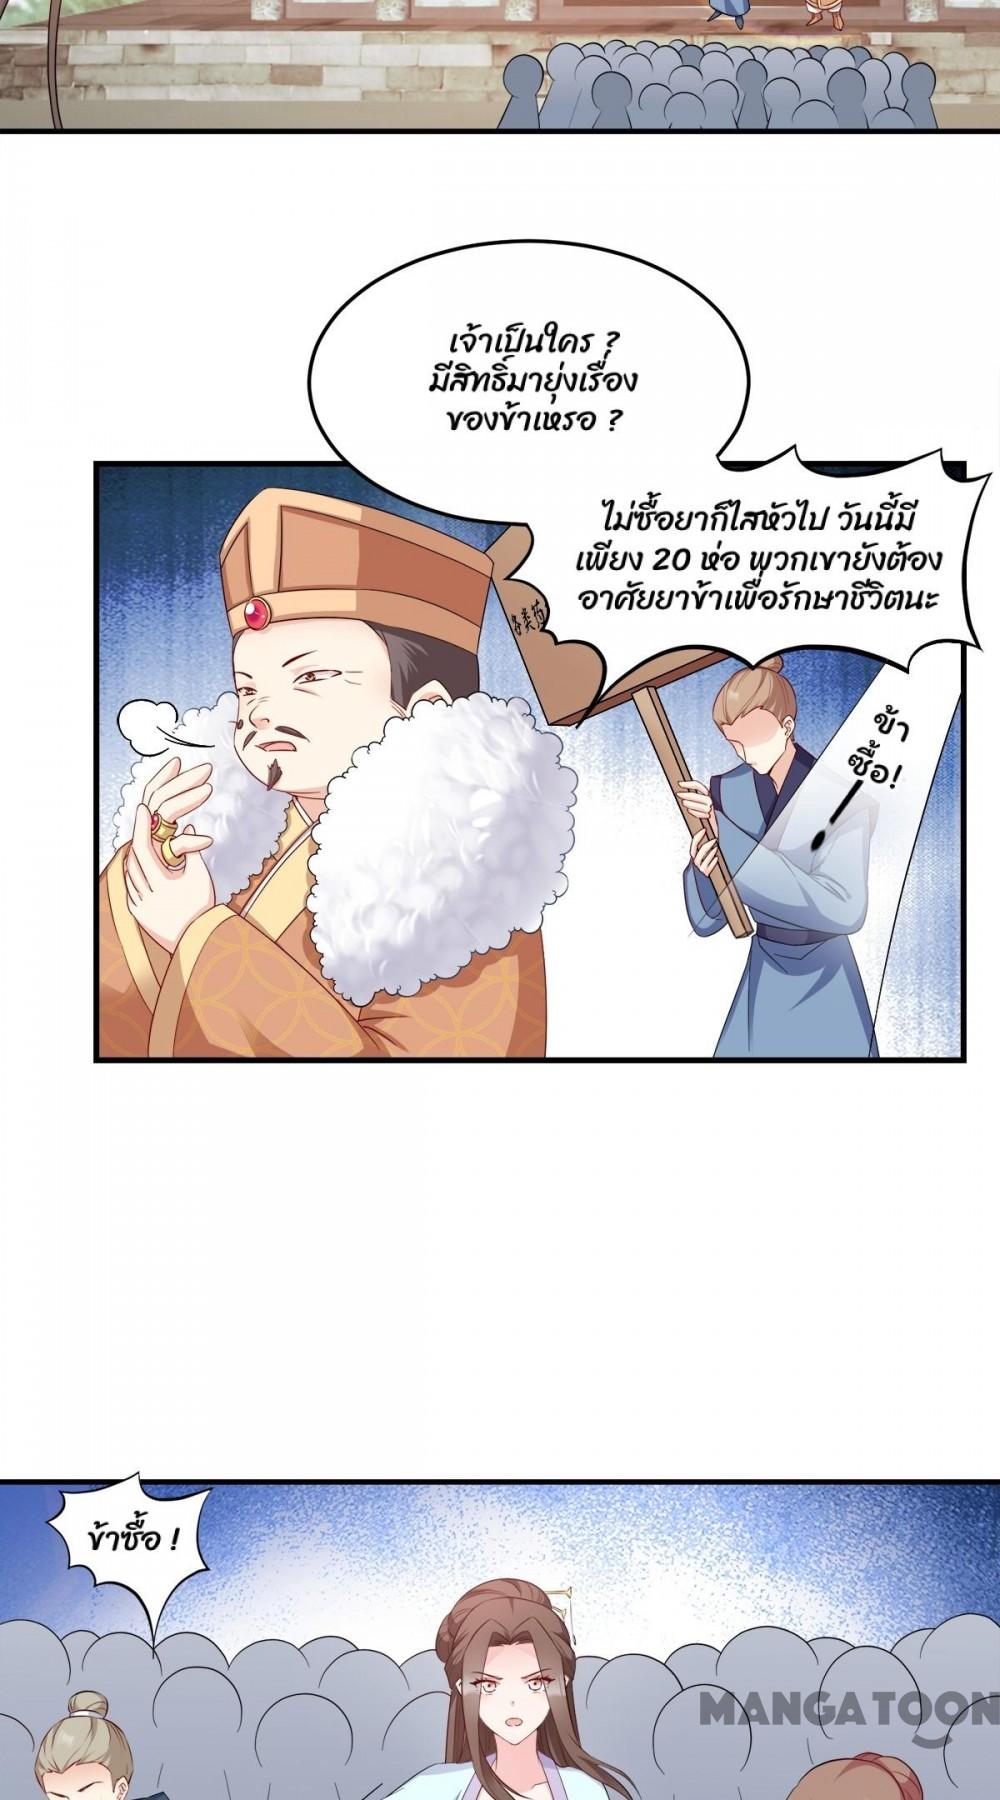 เจ้าเป็นใคร ?
มีสิทธิ์มายุ่งเรื่อง
ของข้าเหรอ ?
ไม่ซื้อยาก็ไสหัวไป วันนี้มี
เพียง 20 ห่อ พวกเขายังต้อง
อาศัยยาข้าเพื่อรักษาชีวิตนะ
ข้า
ซื้อ!
ข้าซื้อ !
MANGATOON